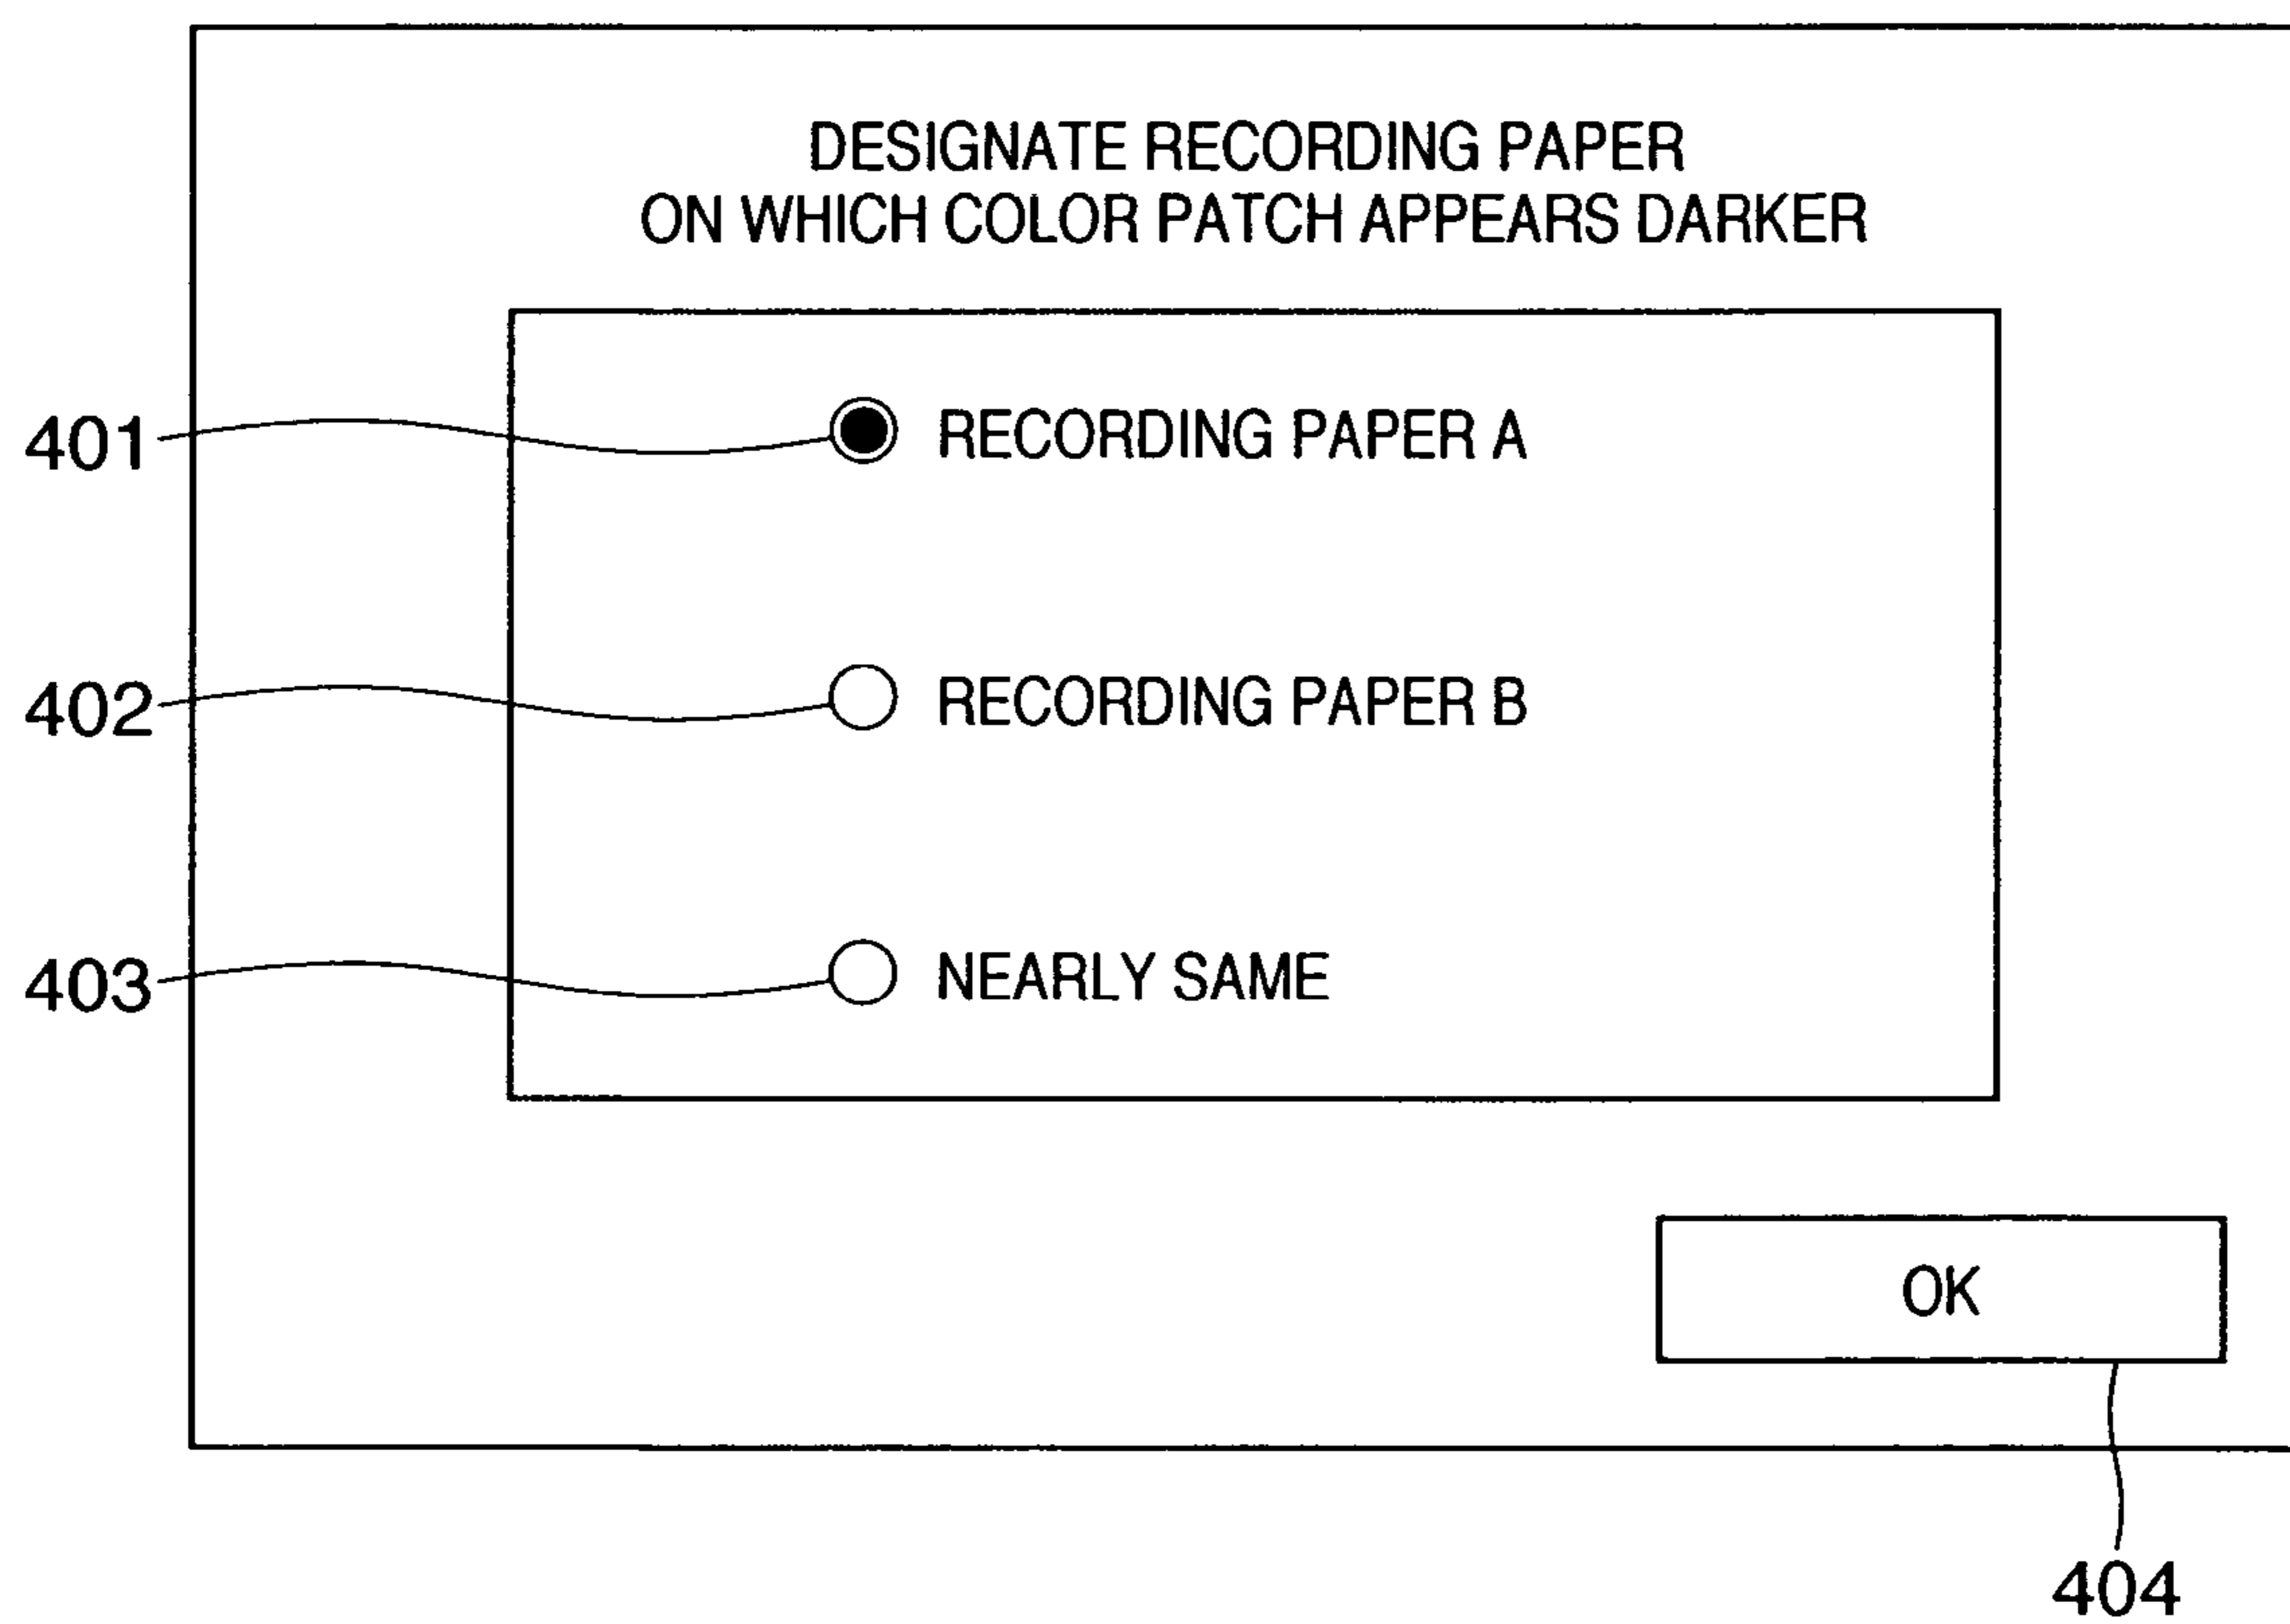 DESIGNATE RECORDING PAPER
ON WHICH COLOR PATCH APPEARS DARKER
401 RECORDING PAPER A
402 RECORDING PAPER B
403 NEARLY SAME
OK
404